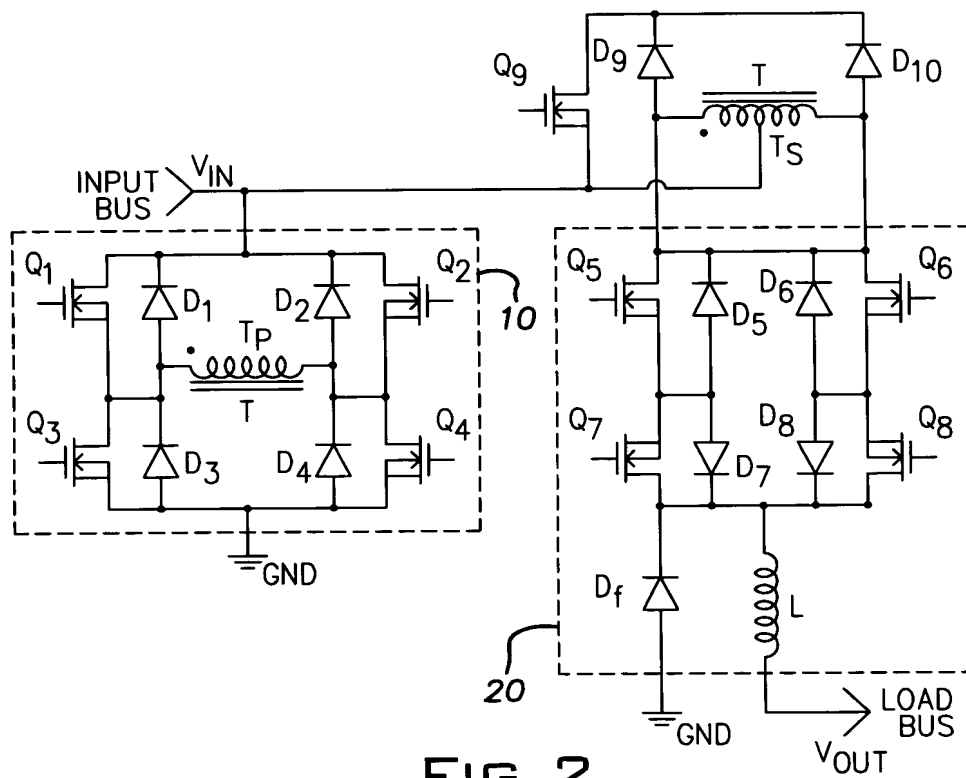 D9
D10
Q9
T
TS
VIN
INPUT
BUS
Q1
D1
D2
Q2
10
TP
T
Q3
D3
D4
Q4
GND
Q5
D5
D6
Q6
Q7
D7
D8
Q8
Df
L
20
GND
LOAD
BUS
VOUT
FIG. 2